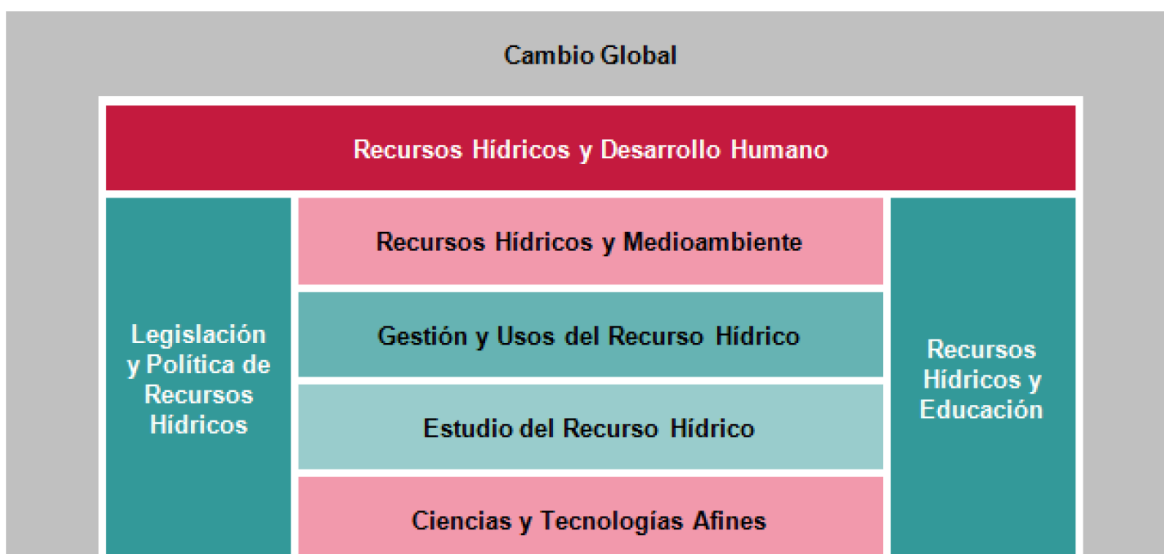 Cambio Global
Recursos Hídricos y Desarrollo Humano
Legislación
y Política de
Recursos
Hídricos
Recursos Hídricos y Medioambiente
Gestión y Usos del Recurso Hídrico
Estudio del Recurso Hídrico
Ciencias y Tecnologías Afines
Recursos
Hídricos y
Educación